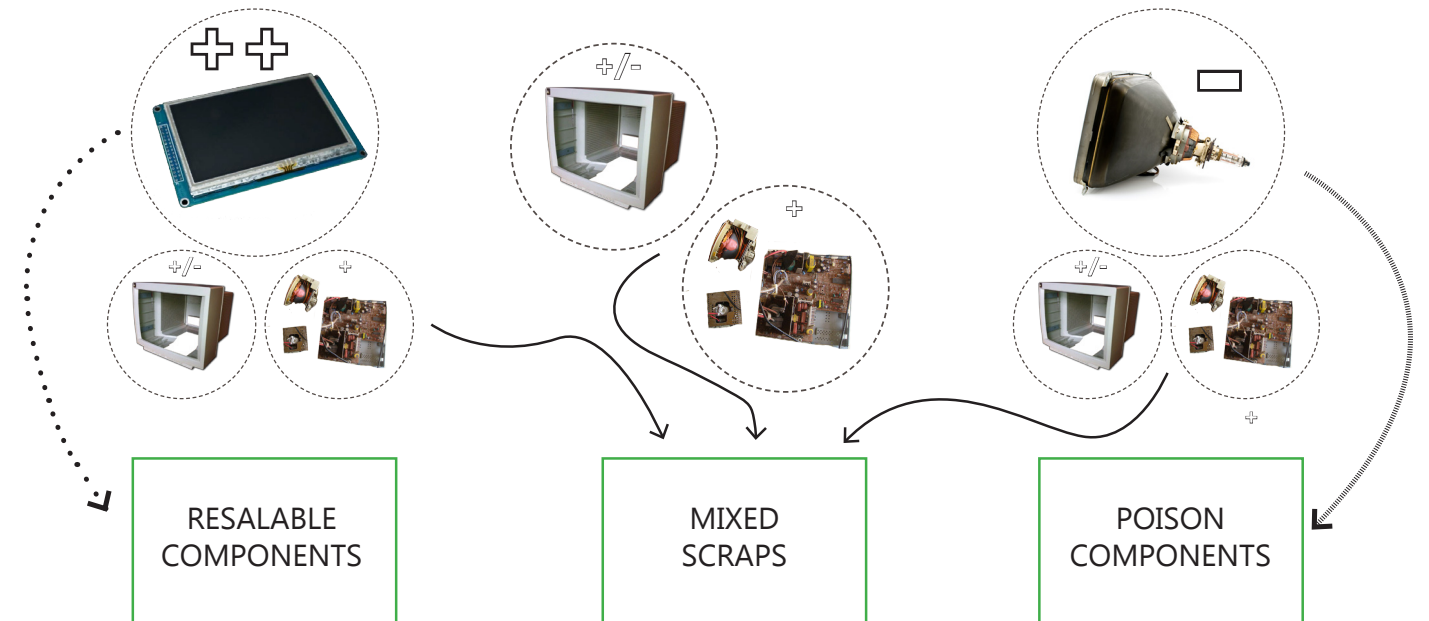 +/-
+/-
+/-
RESALABLE
COMPONENTS
MIXED
SCRAPS
POISON
COMPONENTS